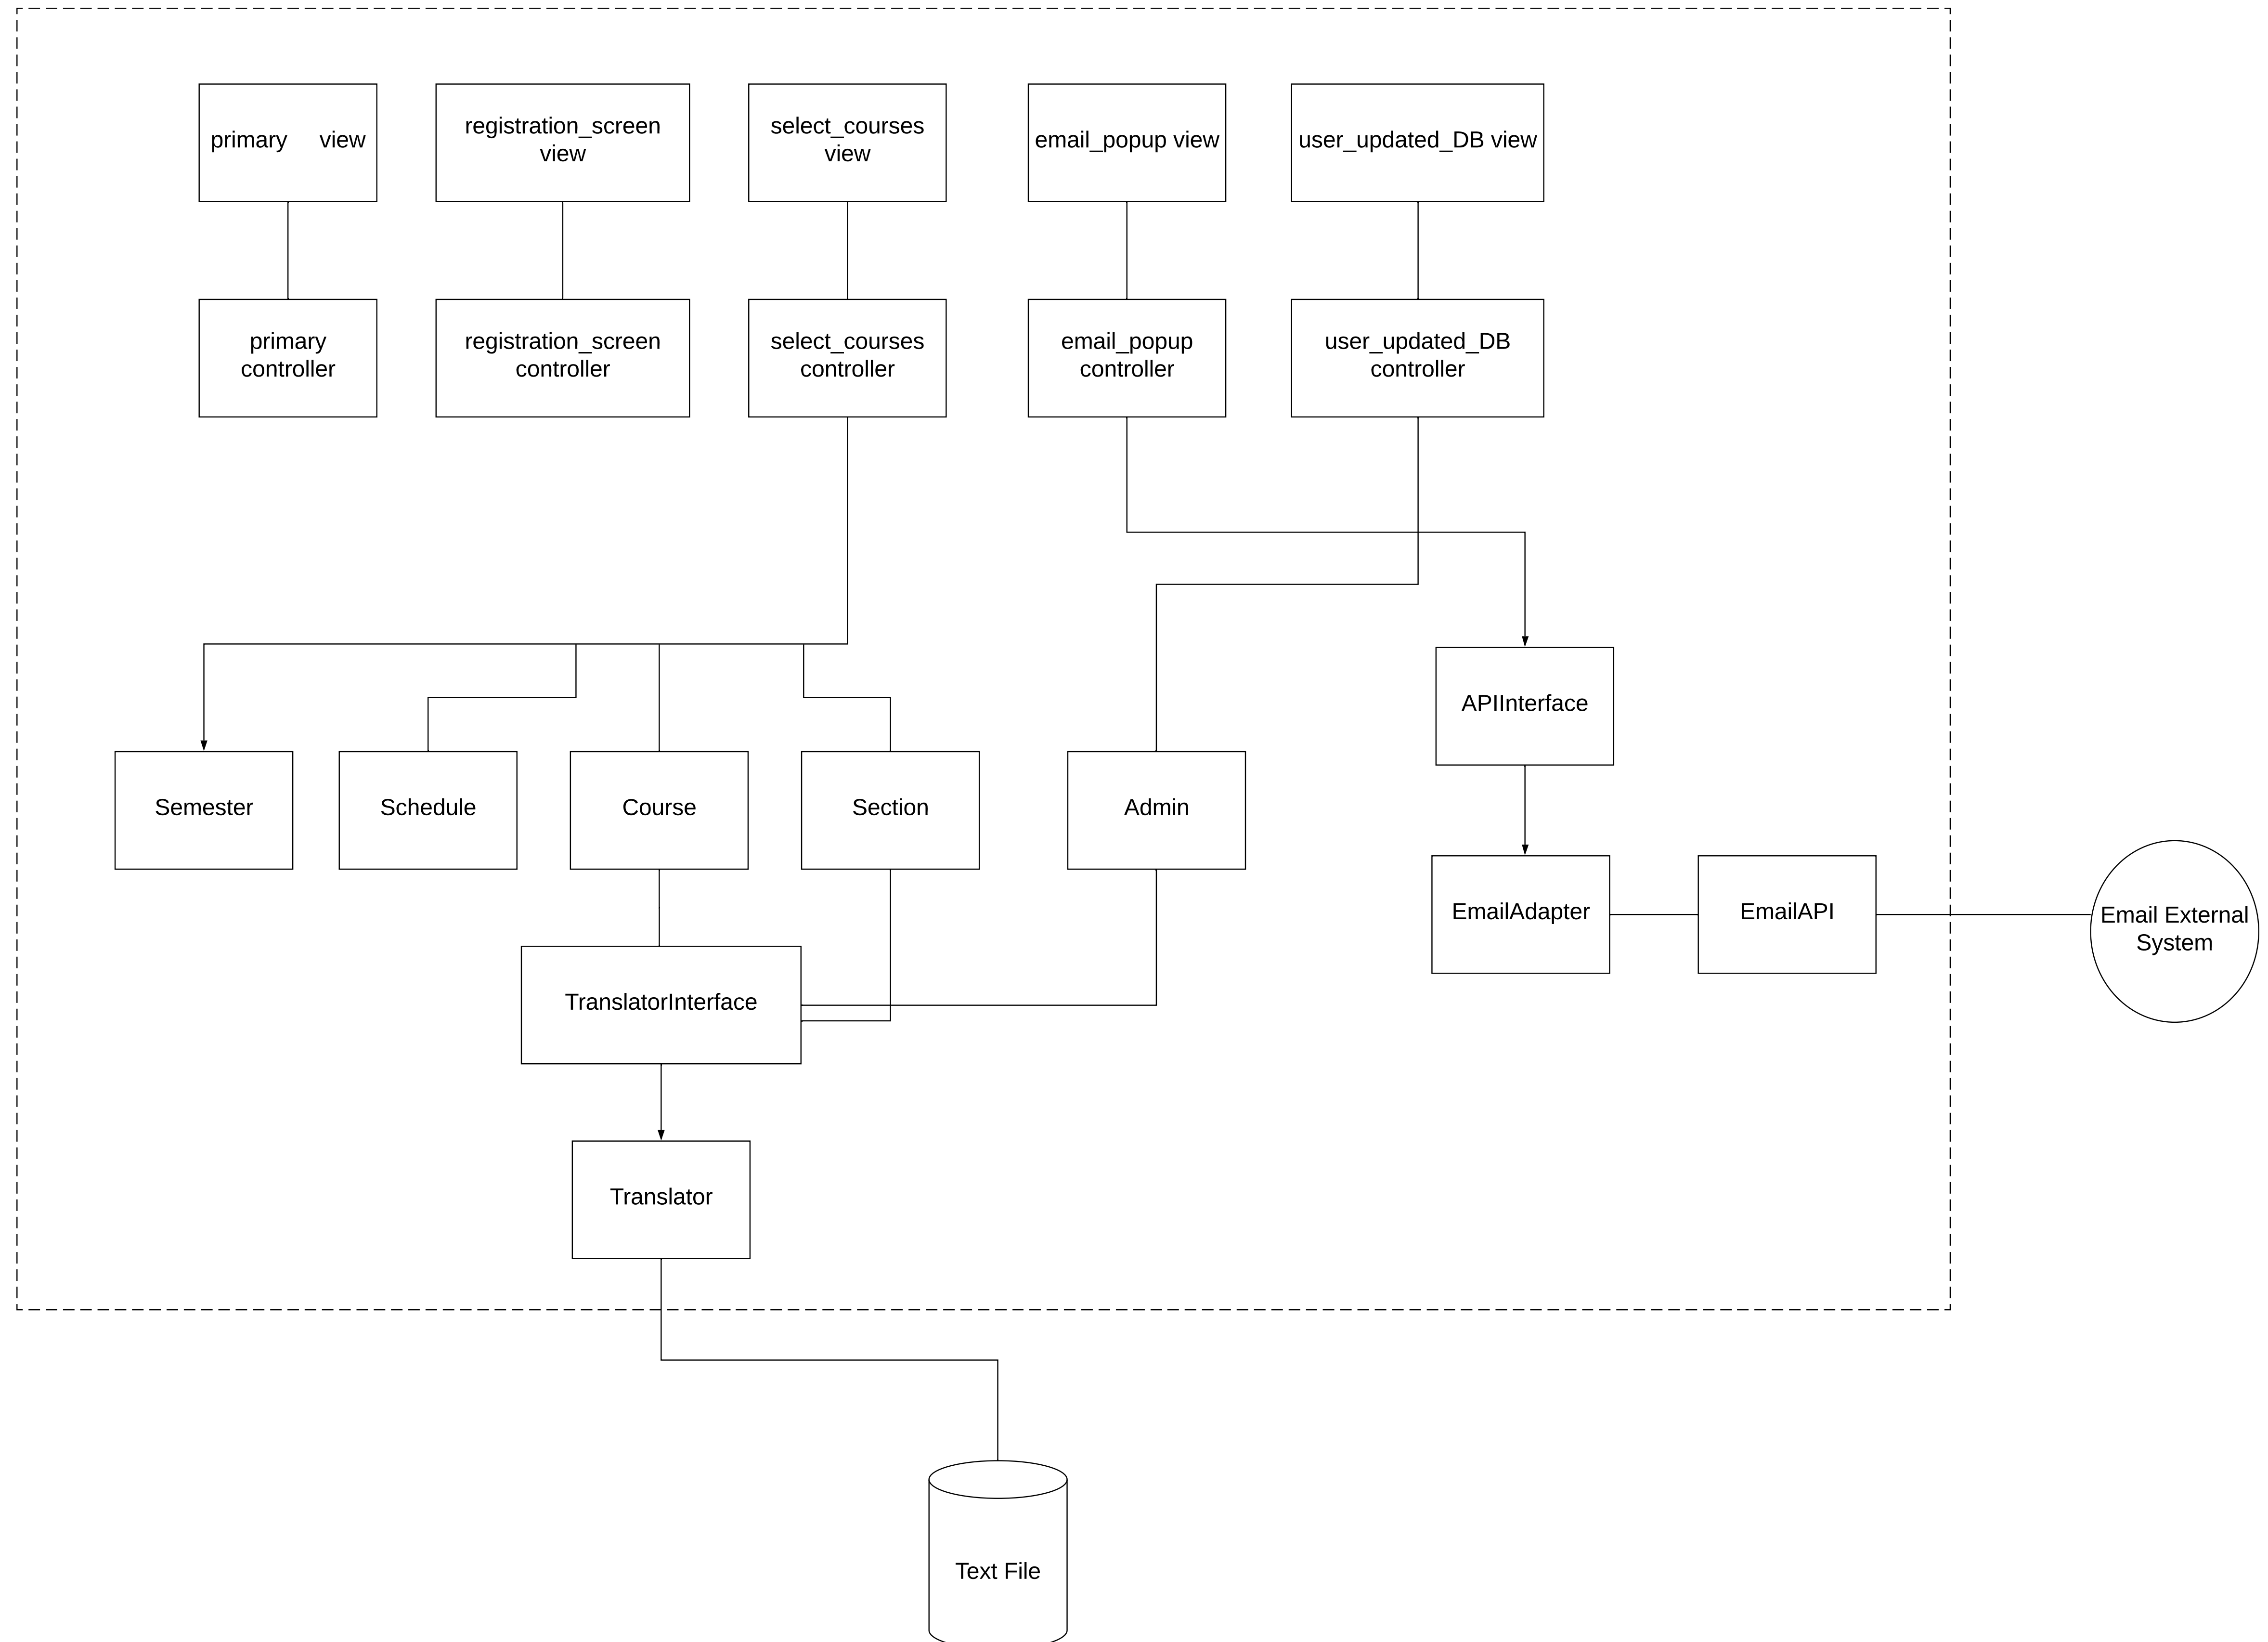 primary     view
registration_screen
view
select_courses
view
email_popup view
user_updated_DB view
primary
controller
registration_screen
controller
select_courses
controller
email_popup
controller
user_updated_DB
controller
APIInterface
Semester
Schedule
Course
Section
Admin
EmailAdapter
EmailAPI
Email External
System
TranslatorInterface
Translator
Text File